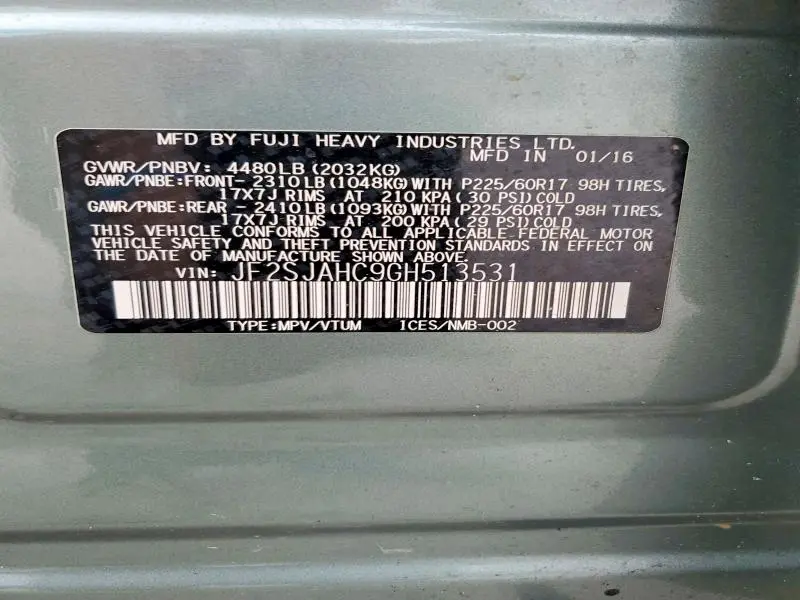 MFD BY FUJI HEAVY INDUSTRIES LTD.
MFD IN 01/16
GVWR/PNBV: 4480LB (2032KG)
GAWR/PNBE:FRONT- 2310LB (1048KG) WITH P225/60R17 98H TIRES,
17X7J RIMS AT 210 KPA (30 PSI) COLD
GAWR/PNBE:REAR - 2410LB (1093KG) WITH P225/60R17 98H TIRES,
17X7J RIMS AT 200 KPA (29 PSI) COLD
THIS VEHICLE CONFORMS TO ALL APPLICABLE FEDERAL MOTOR
VEHICLE SAFETY AND THEFT PREVENTION STANDARDS IN EFFECT ON
THE DATE OF MANUFACTURE SHOWN ABOVE.
VIN: JF2SJAHC9GH513531
TYPE:MPV/VTUM ICES/NMB-002